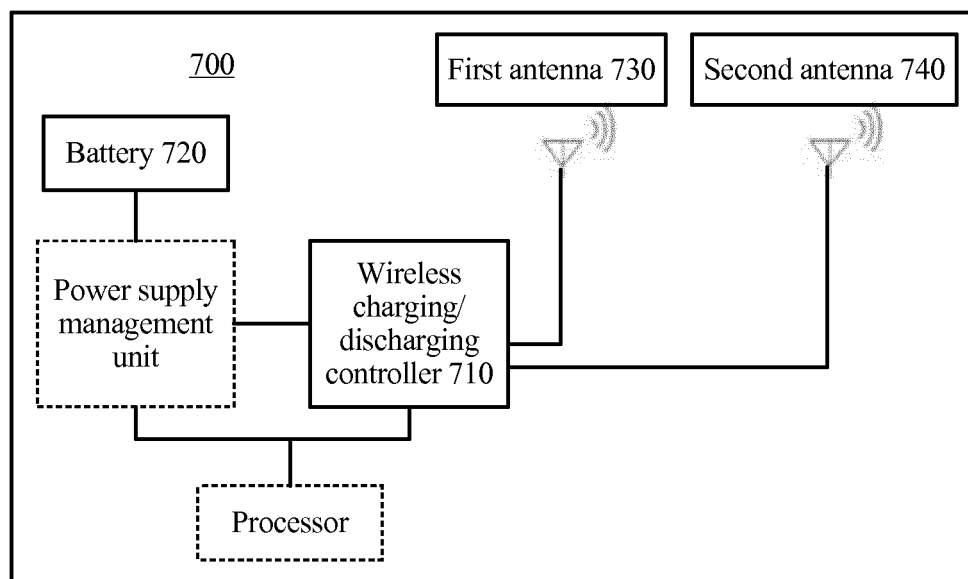 700
First antenna 730
Second antenna 740
Battery 720
Power supply
management
unit
Wireless
charging/
discharging
controller 710
Processor